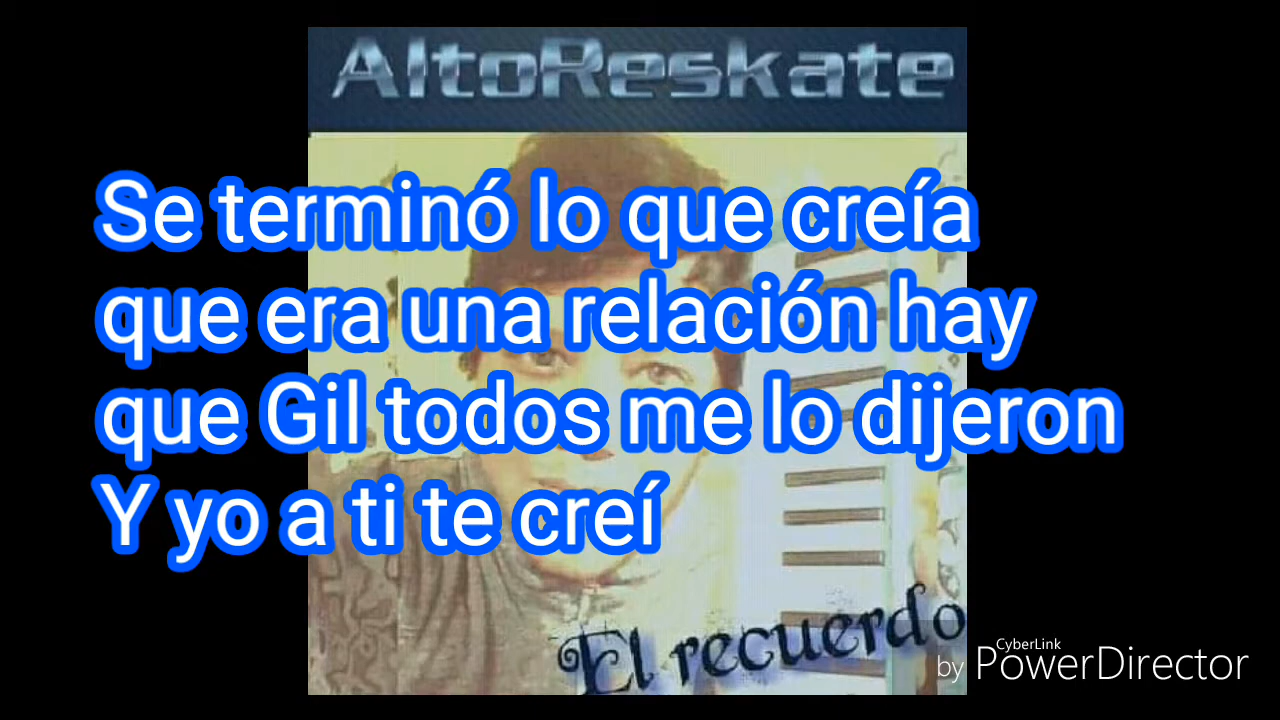 AltoReskate
Se terminó lo que creía
que era una relación hay
que Gil todos me lo dijeron
Y yo a ti te creí
El recuerdo
CyberLink
by PowerDirector